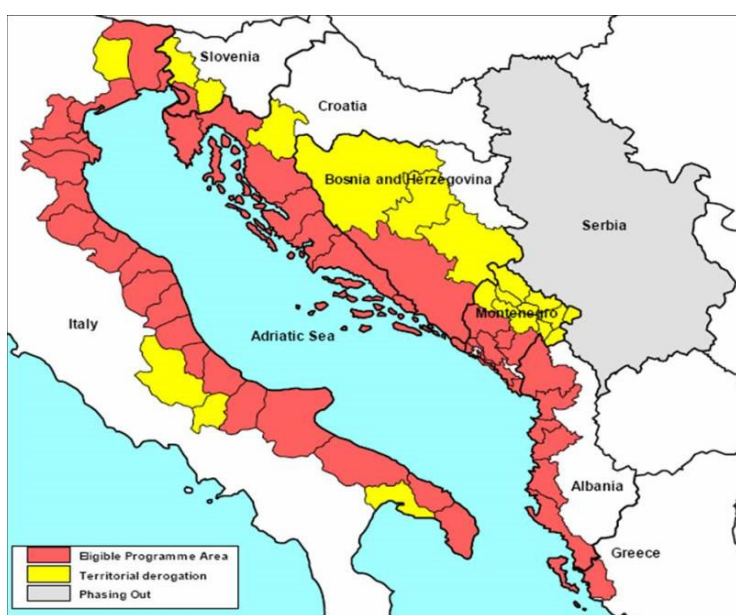 Slovenia
Croatia
Bosnia and Herzegovina
Serbia
Italy
Adriatic Sea
Montenegro
Albania
Greece
Eligible Programme Area
Territorial derogation
Phasing Out